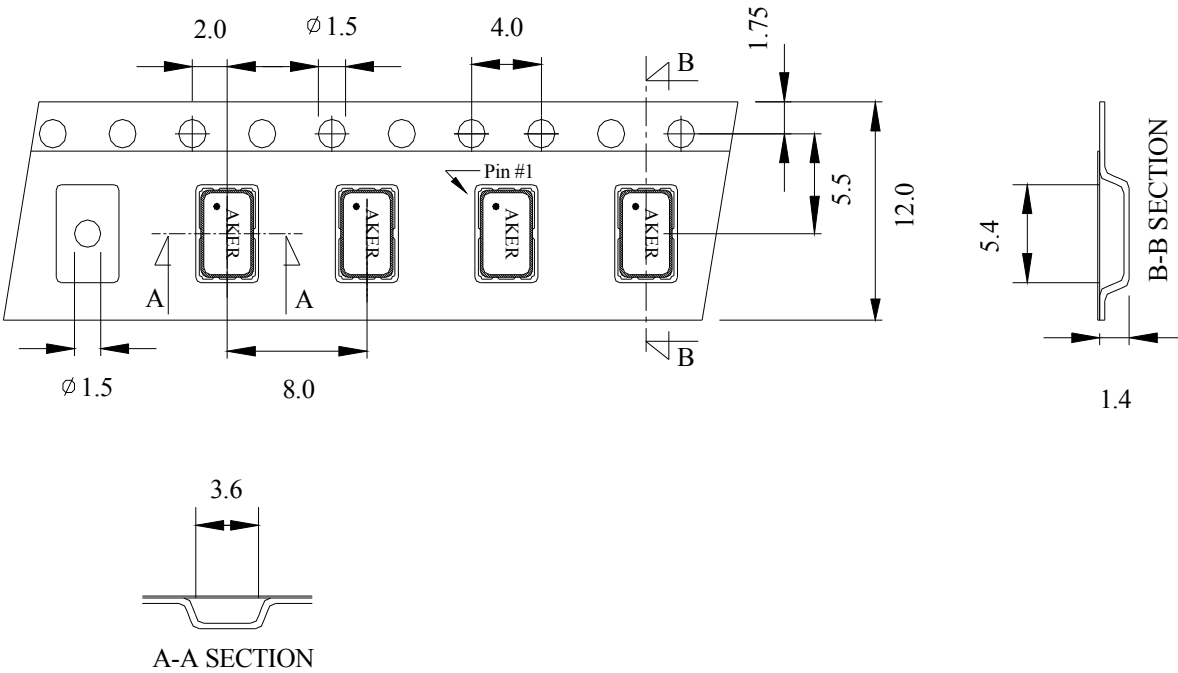 2.0
⌀1.5
4.0
1.75
B
Pin #1
AKER
AKER
AKER
AKER
5.5
12.0
5.4
B-B SECTION
A
A
B
⌀1.5
8.0
1.4
3.6
A-A SECTION